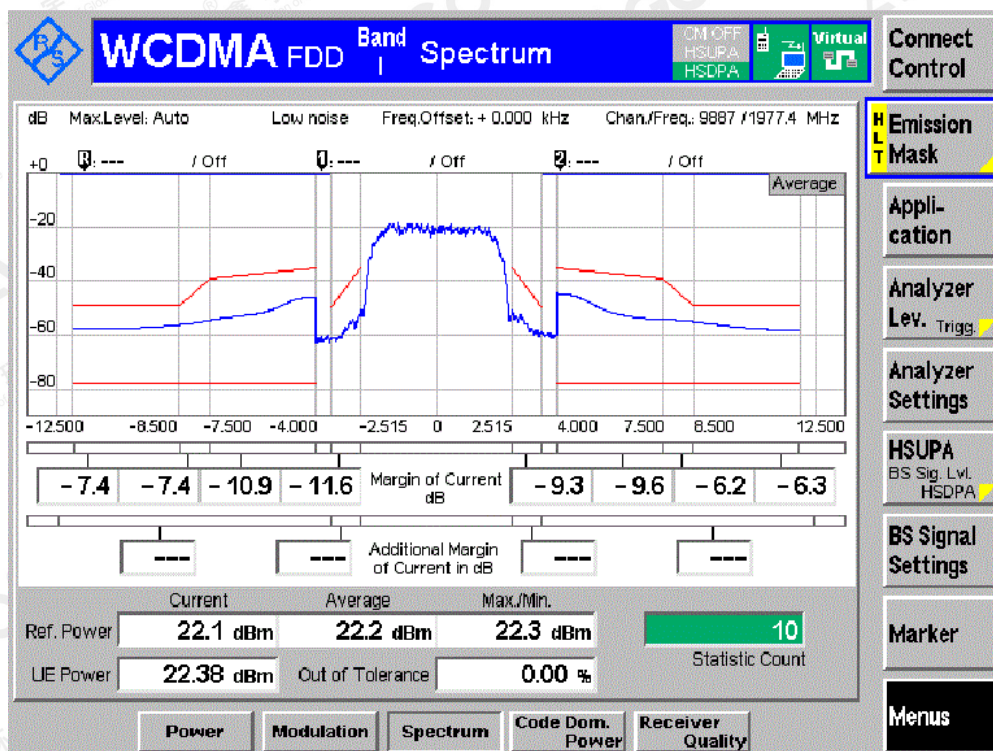 R S
WCDMA FDD Band I Spectrum
CM OFF
HSUPA
HSDPA
Virtual
Connect Control
dB Max.Level: Auto Low noise Freq.Offset: + 0.000 kHz Chan./Freq.: 9887 / 1977.4 MHz
HLT Emission Mask
R: --- / Off 1: --- / Off 2: --- / Off
Average
+0
-20
-40
-60
-80
-12.500 -8.500 -7.500 -4.000 -2.515 0 2.515 4.000 7.500 8.500 12.500
Appli-
cation
Analyzer
Lev. Trigg.
Analyzer
Settings
HSUPA
BS Sig. Lvl.
HSDPA
BS Signal
Settings
Marker
Menus
-7.4 -7.4 -10.9 -11.6 Margin of Current dB -9.3 -9.6 -6.2 -6.3
--- --- Additional Margin of Current in dB --- ---
Current Average Max./Min.
Ref. Power 22.1 dBm 22.2 dBm 22.3 dBm 10
Statistic Count
UE Power 22.38 dBm Out of Tolerance 0.00 %
Power Modulation Spectrum Code Dom. Power Receiver Quality